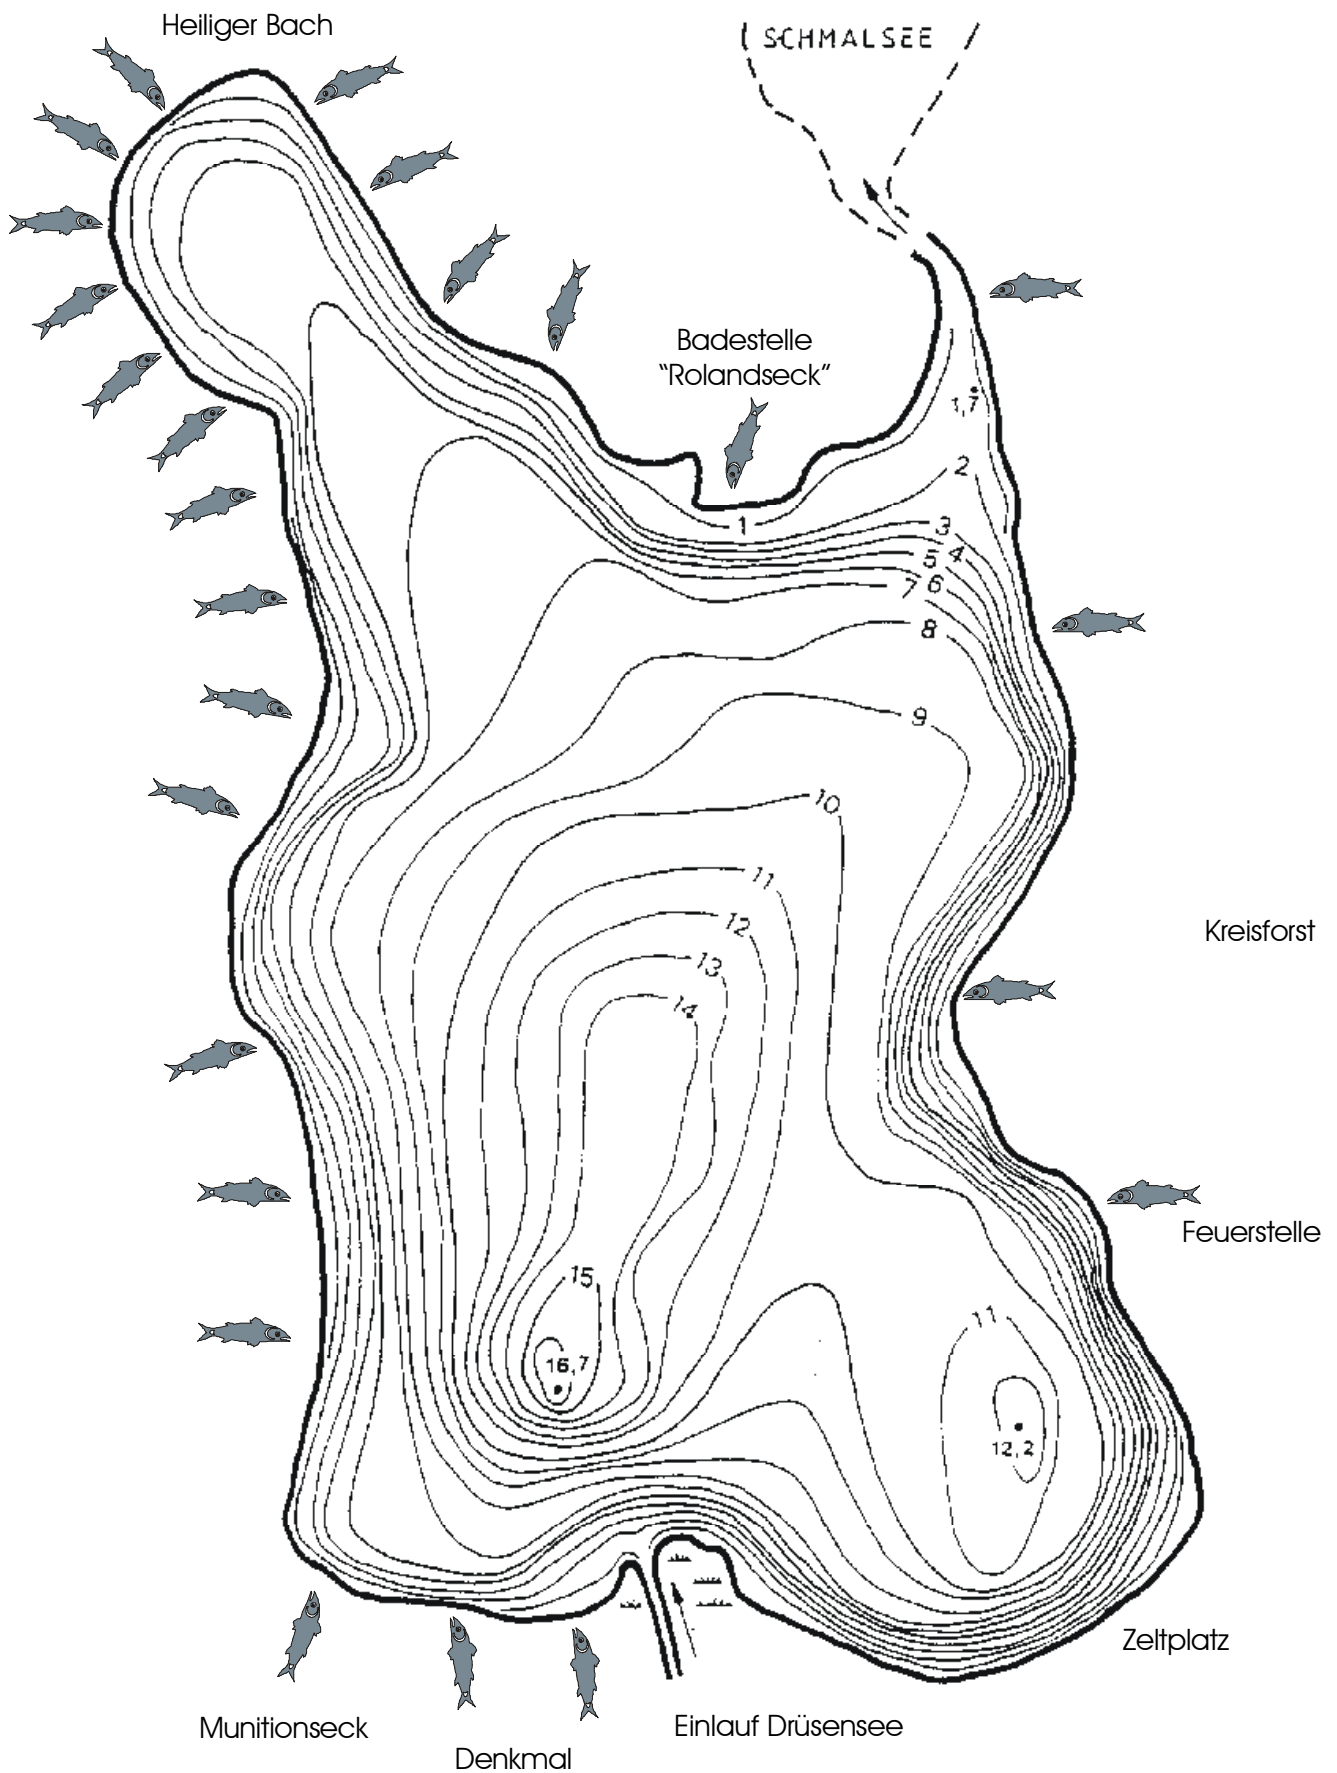 Heiliger Bach
SCHMALSEE
Badestelle
“Rolandseck”
1,7
2
1
3
4
5
6
7
8
9
10
Kreisforst
11
12
13
14
Feuerstelle
15
11
16,7
12,2
Zeltplatz
Munitionseck
Einlauf Drüsensee
Denkmal